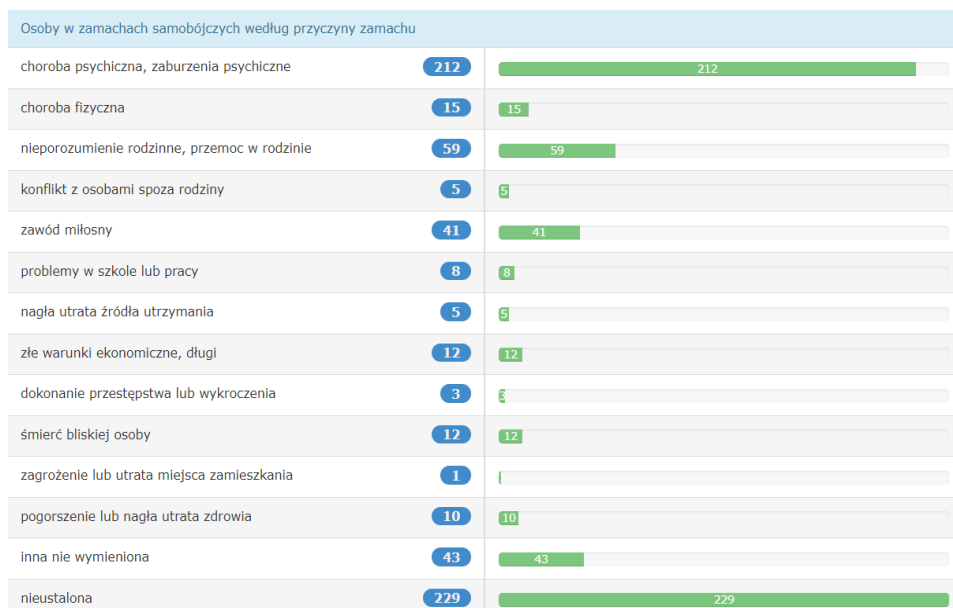 Osoby w zamachach samobójczych według przyczyny zamachu
choroba psychiczna, zaburzenia psychiczne 212 212
choroba fizyczna 15 15
nieporozumienie rodzinne, przemoc w rodzinie 59 59
konflikt z osobami spoza rodziny 5 5
zawód miłosny 41 41
problemy w szkole lub pracy 8 8
nagła utrata źródła utrzymania 5 5
złe warunki ekonomiczne, długi 12 12
dokonanie przestępstwa lub wykroczenia 3 3
śmierć bliskiej osoby 12 12
zagrożenie lub utrata miejsca zamieszkania 1
pogorszenie lub nagła utrata zdrowia 10 10
inna nie wymieniona 43 43
nieustalona 229 229